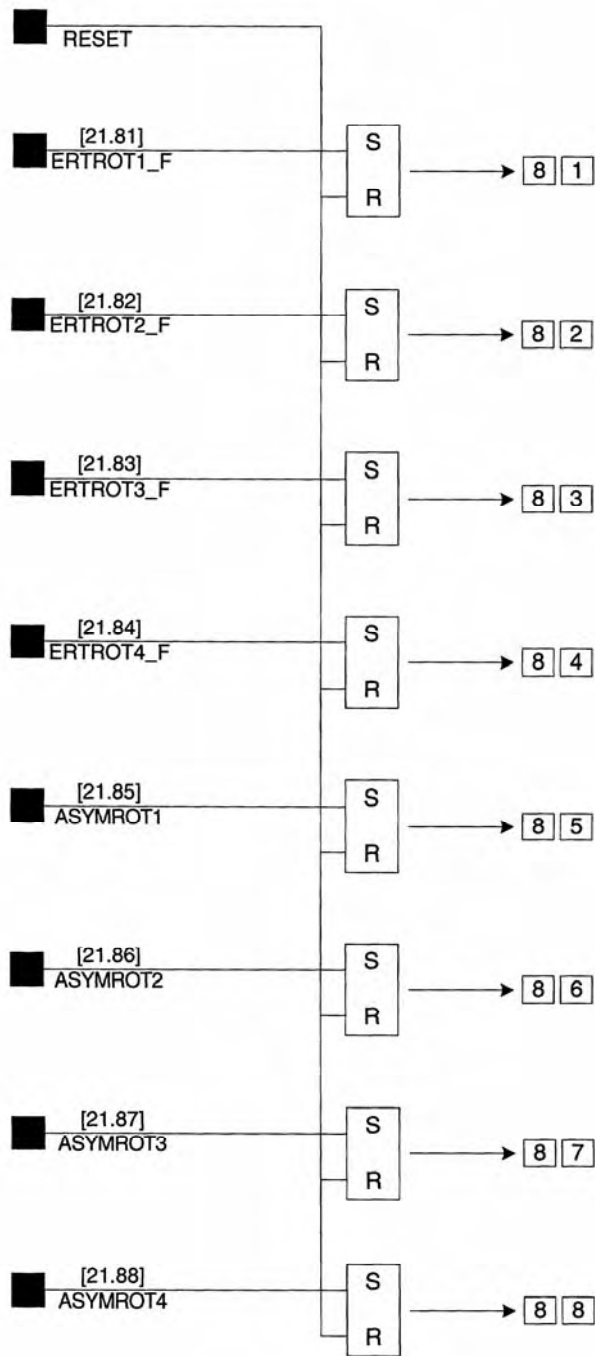 RESET
[21.81]
ERTROT1_F
S
R
8 1
[21.82]
ERTROT2_F
S
R
8 2
[21.83]
ERTROT3_F
S
R
8 3
[21.84]
ERTROT4_F
S
R
8 4
[21.85]
ASYMROT1
S
R
8 5
[21.86]
ASYMROT2
S
R
8 6
[21.87]
ASYMROT3
S
R
8 7
[21.88]
ASYMROT4
S
R
8 8